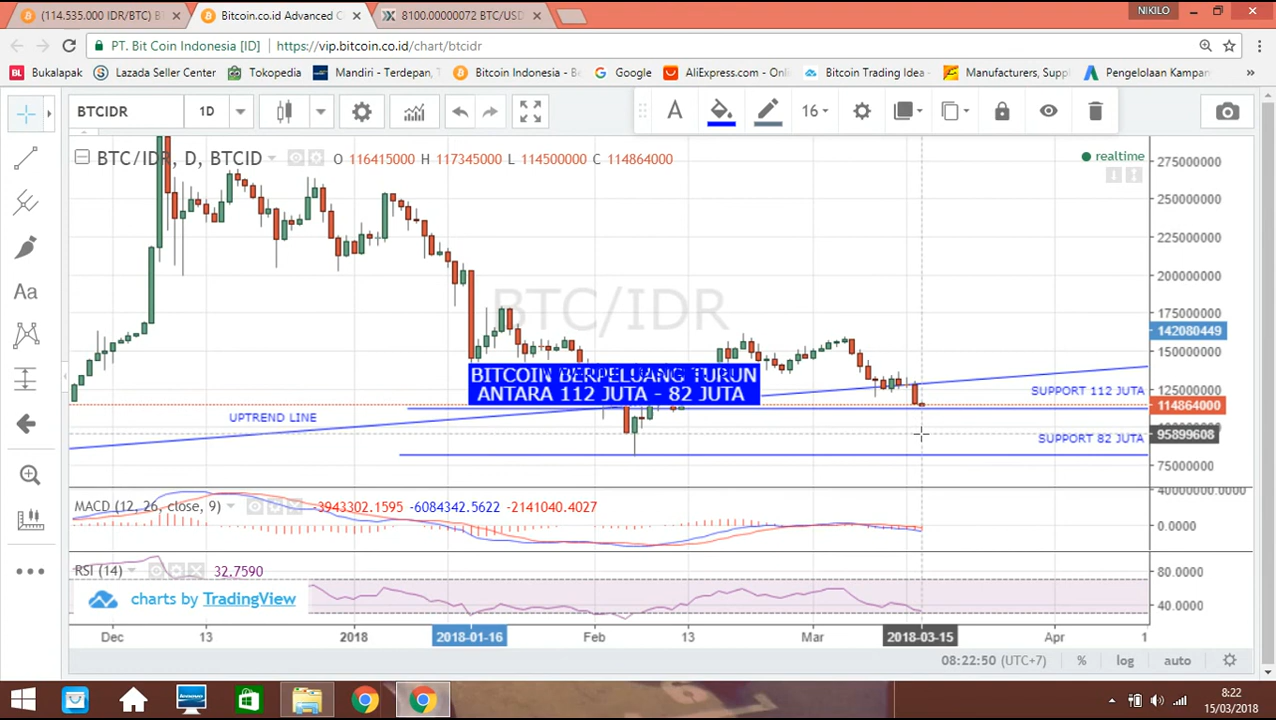 (114.535.000 IDR/BTC) BT
Bitcoin.co.id Advanced C
8100.00000072 BTC/USD
NIKILO
PT. Bit Coin Indonesia [ID]
https://vip.bitcoin.co.id/chart/btcidr
Bukalapak
Lazada Seller Center
Tokopedia
Mandiri - Terdepan, T
Bitcoin Indonesia - B
Google
AliExpress.com - Onli
Bitcoin Trading Idea
Manufacturers, Suppl
Pengelolaan Kampan
BTCIDR
1D
16
BTC/IDR, D, BTCID
O 116415000 H 117345000 L 114500000 C 114864000
realtime
275000000
250000000
225000000
200000000
175000000
142080449
150000000
125000000
114864000
95899608
75000000
BTC/IDR
BITCOIN BERPELUANG TURUN
ANTARA 112 JUTA - 82 JUTA
UPTREND LINE
SUPPORT 112 JUTA
SUPPORT 82 JUTA
MACD (12, 26, close, 9)
-3943302.1595 -6084342.5622 -2141040.4027
40000000.0000
0.0000
RSI (14)
32.7590
80.0000
40.0000
charts by TradingView
Dec
13
2018
2018-01-16
Feb
13
Mar
2018-03-15
Apr
1
08:22:50 (UTC+7)
%
log
auto
8:22
15/03/2018